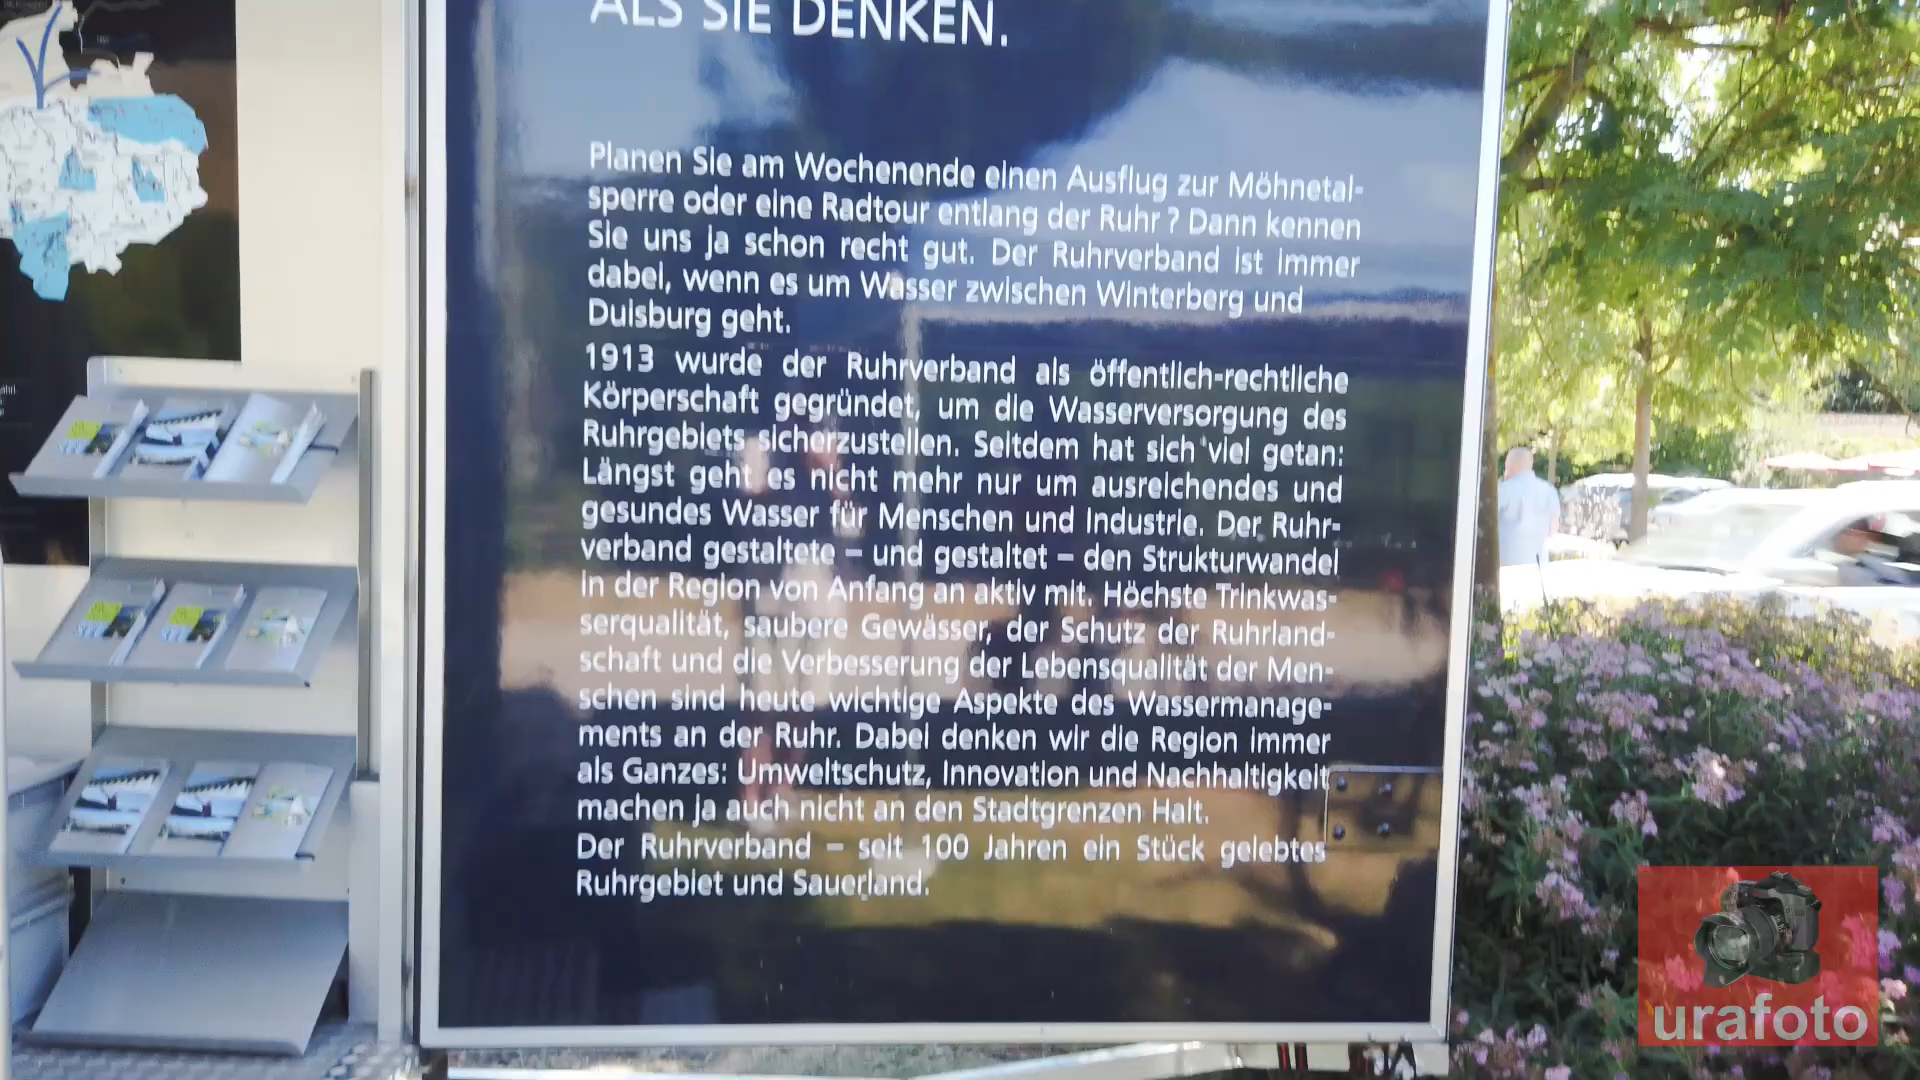 ALS SIE DENKEN.
Planen Sie am Wochenende einen Ausflug zur Möhnetal-
sperre oder eine Radtour entlang der Ruhr ? Dann kennen
Sie uns ja schon recht gut. Der Ruhrverband ist immer
dabei, wenn es um Wasser zwischen Winterberg und
Duisburg geht.
1913 wurde der Ruhrverband als öffentlich-rechtliche
Körperschaft gegründet, um die Wasserversorgung des
Ruhrgebiets sicherzustellen. Seitdem hat sich viel getan:
Längst geht es nicht mehr nur um ausreichendes und
gesundes Wasser für Menschen und Industrie. Der Ruhr-
verband gestaltete – und gestaltet – den Strukturwandel
in der Region von Anfang an aktiv mit. Höchste Trinkwas-
serqualität, saubere Gewässer, der Schutz der Ruhrland-
schaft und die Verbesserung der Lebensqualität der Men-
schen sind heute wichtige Aspekte des Wassermanage-
ments an der Ruhr. Dabei denken wir die Region immer
als Ganzes: Umweltschutz, Innovation und Nachhaltigkeit
machen ja auch nicht an den Stadtgrenzen Halt.
Der Ruhrverband – seit 100 Jahren ein Stück gelebtes
Ruhrgebiet und Sauerland.
urafoto